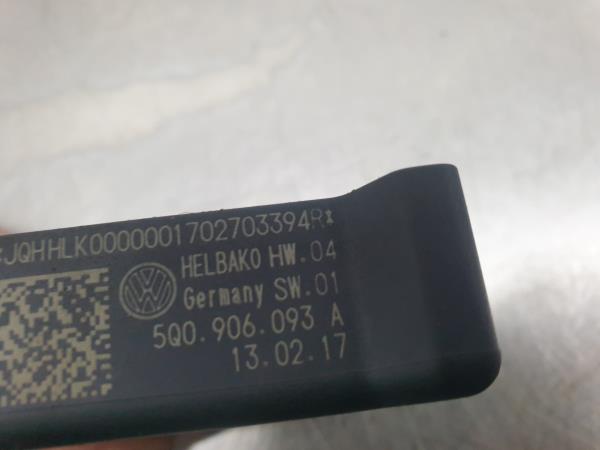 *JQHHLK0000001702703394R*
HELBAKO HW.04
Germany SW.01
5Q0.906.093 A
13.02.17